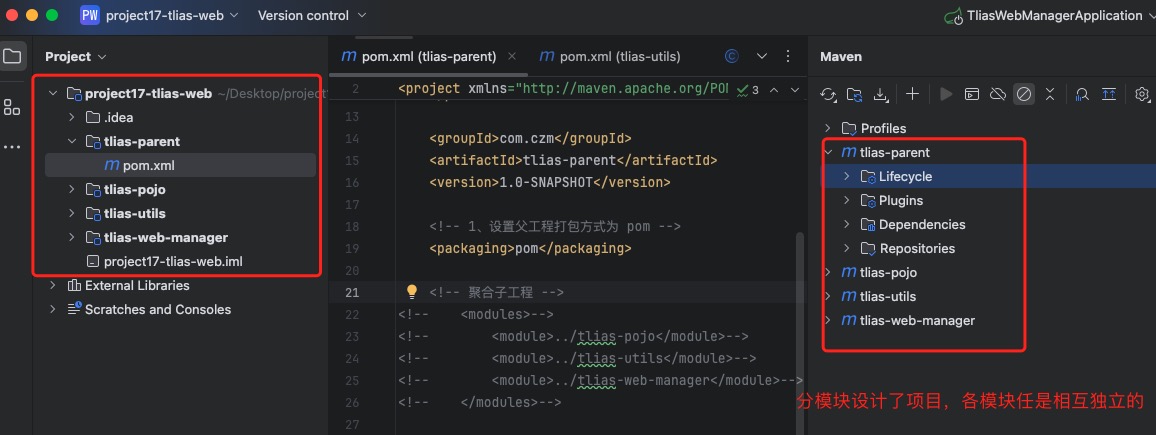 PW project17-tlias-web
Version control
TliasWebManagerApplication
Project
project17-tlias-web ~/Desktop/project1
.idea
tlias-parent
m pom.xml
tlias-pojo
tlias-utils
tlias-web-manager
project17-tlias-web.iml
External Libraries
Scratches and Consoles
m pom.xml (tlias-parent)
m pom.xml (tlias-utils)
2 <project xmlns="http://maven.apache.org/POM 3
13
14 <groupId>com.czm</groupId>
15 <artifactId>tlias-parent</artifactId>
16 <version>1.0-SNAPSHOT</version>
17
18 <!-- 1、设置父工程打包方式为 pom -->
19 <packaging>pom</packaging>
20
21 <!-- 聚合子工程 -->
22 <!-- <modules>-->
23 <!-- <module>../tlias-pojo</module>-->
24 <!-- <module>../tlias-utils</module>-->
25 <!-- <module>../tlias-web-manager</module>-->
26 <!-- </modules>-->
27
Maven
Profiles
m tlias-parent
Lifecycle
Plugins
Dependencies
Repositories
m tlias-pojo
m tlias-utils
m tlias-web-manager
分模块设计了项目，各模块任是相互独立的